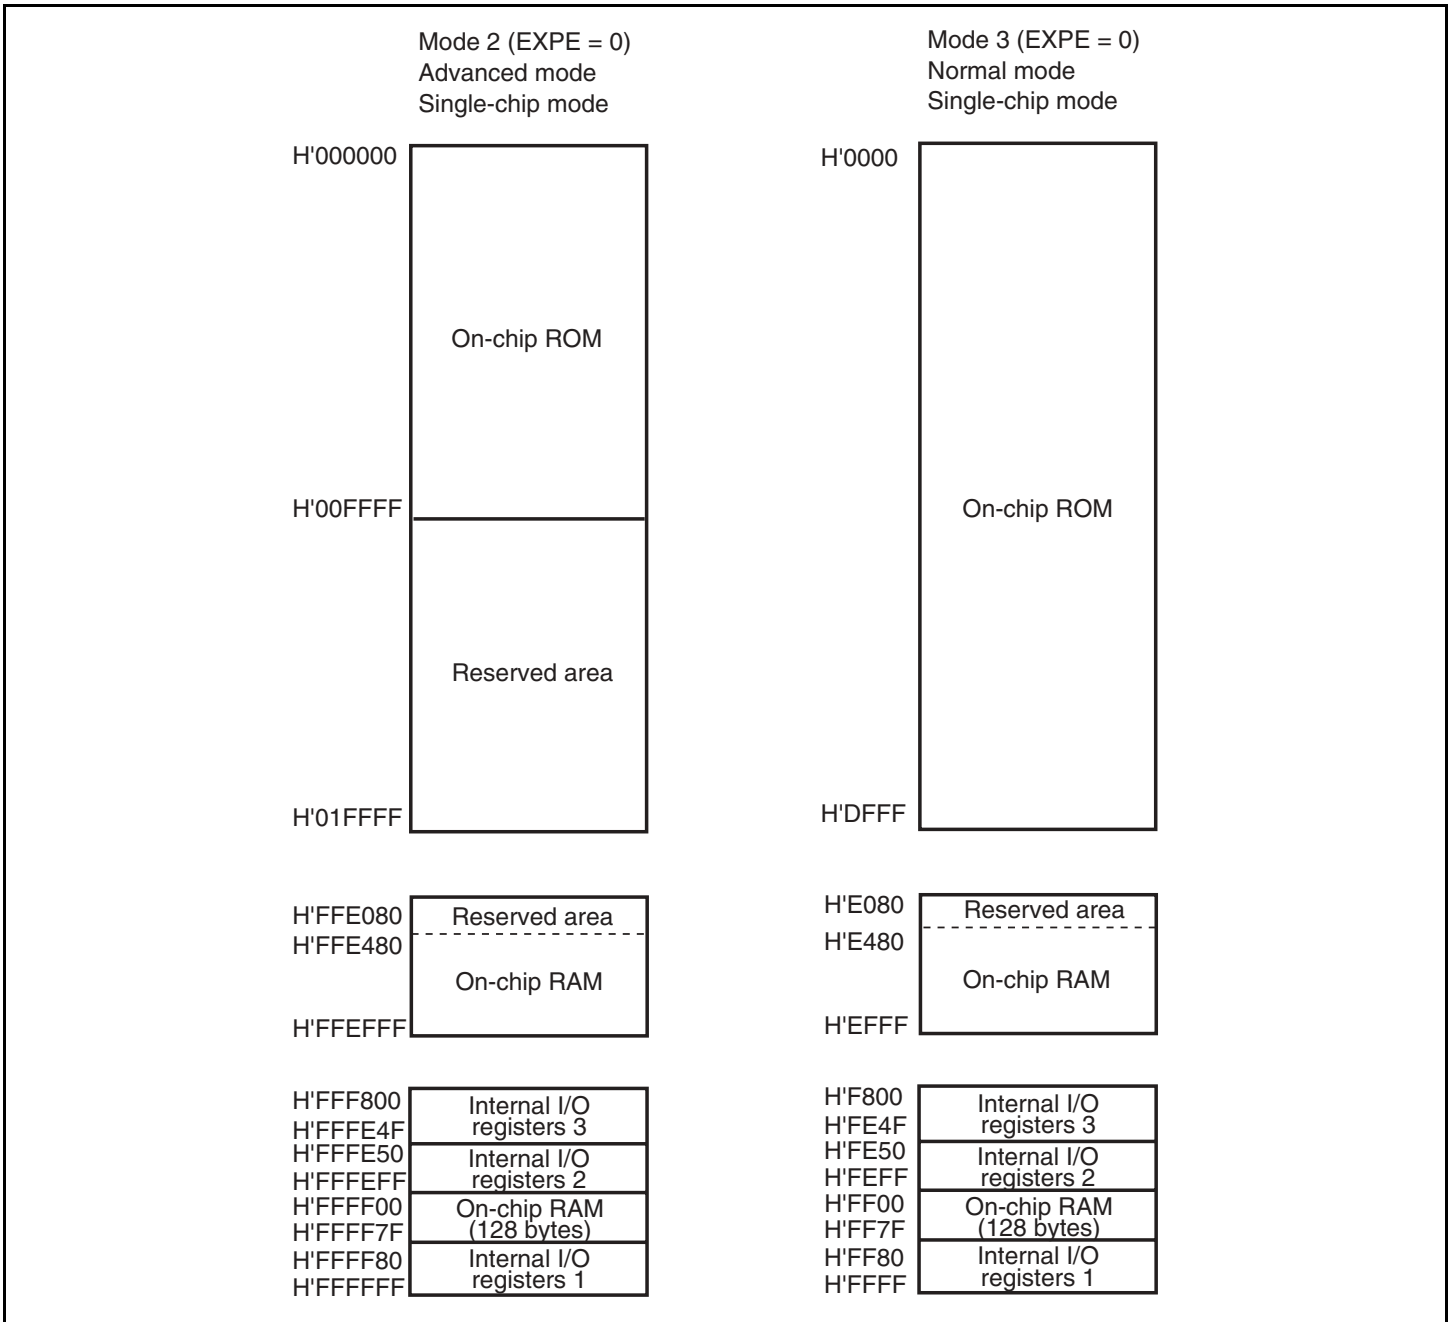 Mode 2 (EXPE = 0)
Advanced mode
Single-chip mode
H'000000
On-chip ROM
H'00FFFF
Reserved area
H'01FFFF
H'FFE080
Reserved area
H'FFE480
On-chip RAM
H'FFEFFF
H'FFF800
Internal I/O
registers 3
H'FFFE4F
H'FFFE50
Internal I/O
registers 2
H'FFFEFF
H'FFFF00
On-chip RAM
(128 bytes)
H'FFFF7F
H'FFFF80
Internal I/O
registers 1
H'FFFFFF
Mode 3 (EXPE = 0)
Normal mode
Single-chip mode
H'0000
On-chip ROM
H'DFFF
H'E080
Reserved area
H'E480
On-chip RAM
H'EFFF
H'F800
Internal I/O
registers 3
H'FE4F
H'FE50
Internal I/O
registers 2
H'FEFF
H'FF00
On-chip RAM
(128 bytes)
H'FF7F
H'FF80
Internal I/O
registers 1
H'FFFF